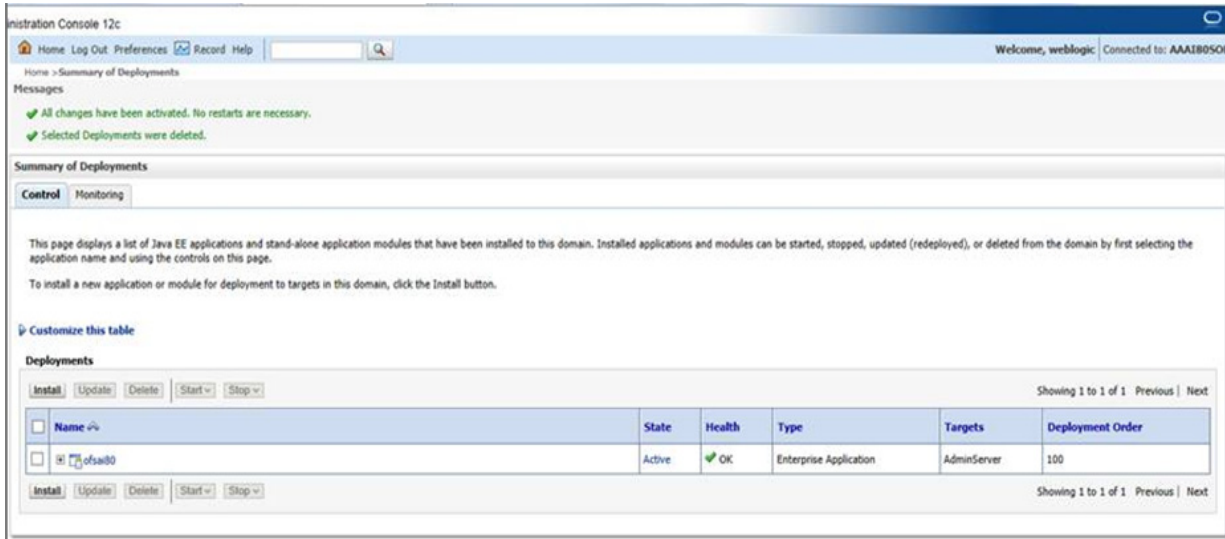 nistration Console 12c
Home Log Out Preferences Record Help
Welcome, weblogic Connected to: AAAI80SO
Home >Summary of Deployments
Messages
All changes have been activated. No restarts are necessary.
Selected Deployments were deleted.
Summary of Deployments
Control Monitoring
This page displays a list of Java EE applications and stand-alone application modules that have been installed to this domain. Installed applications and modules can be started, stopped, updated (redeployed), or deleted from the domain by first selecting the
application name and using the controls on this page.
To install a new application or module for deployment to targets in this domain, click the Install button.
Customize this table
Deployments
Install Update Delete Start Stop Showing 1 to 1 of 1 Previous | Next
Name State Health Type Targets Deployment Order
ofsai80 Active OK Enterprise Application AdminServer 100
Install Update Delete Start Stop Showing 1 to 1 of 1 Previous | Next